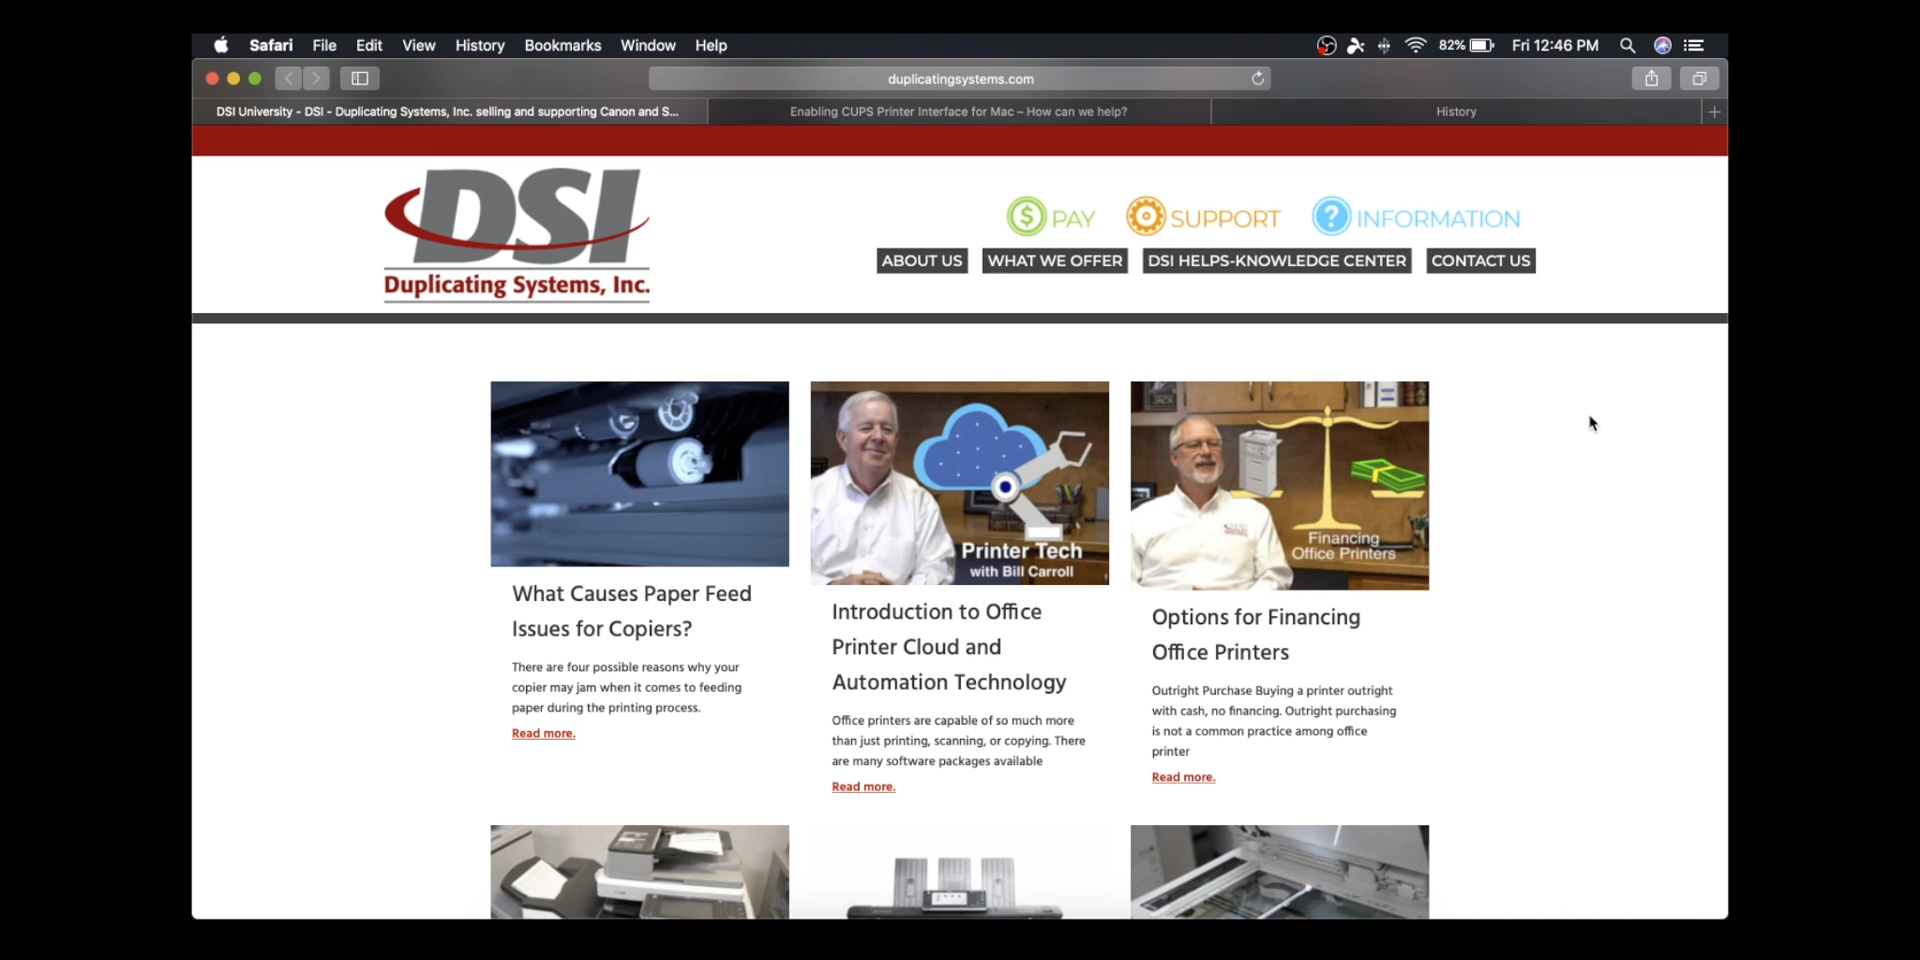 Safari File Edit View History Bookmarks Window Help 82% Fri 12:46 PM
duplicatingsystems.com
DSI University - DSI - Duplicating Systems, Inc. selling and supporting Canon and S... Enabling CUPS Printer Interface for Mac – How can we help? History
DSI
Duplicating Systems, Inc.
PAY SUPPORT INFORMATION
ABOUT US WHAT WE OFFER DSI HELPS-KNOWLEDGE CENTER CONTACT US
Printer Tech
with Bill Carroll
Financing
Office Printers
What Causes Paper Feed
Issues for Copiers?
There are four possible reasons why your
copier may jam when it comes to feeding
paper during the printing process.
Read more.
Introduction to Office
Printer Cloud and
Automation Technology
Office printers are capable of so much more
than just printing, scanning, or copying. There
are many software packages available
Read more.
Options for Financing
Office Printers
Outright Purchase Buying a printer outright
with cash, no financing. Outright purchasing
is not a common practice among office
printer
Read more.